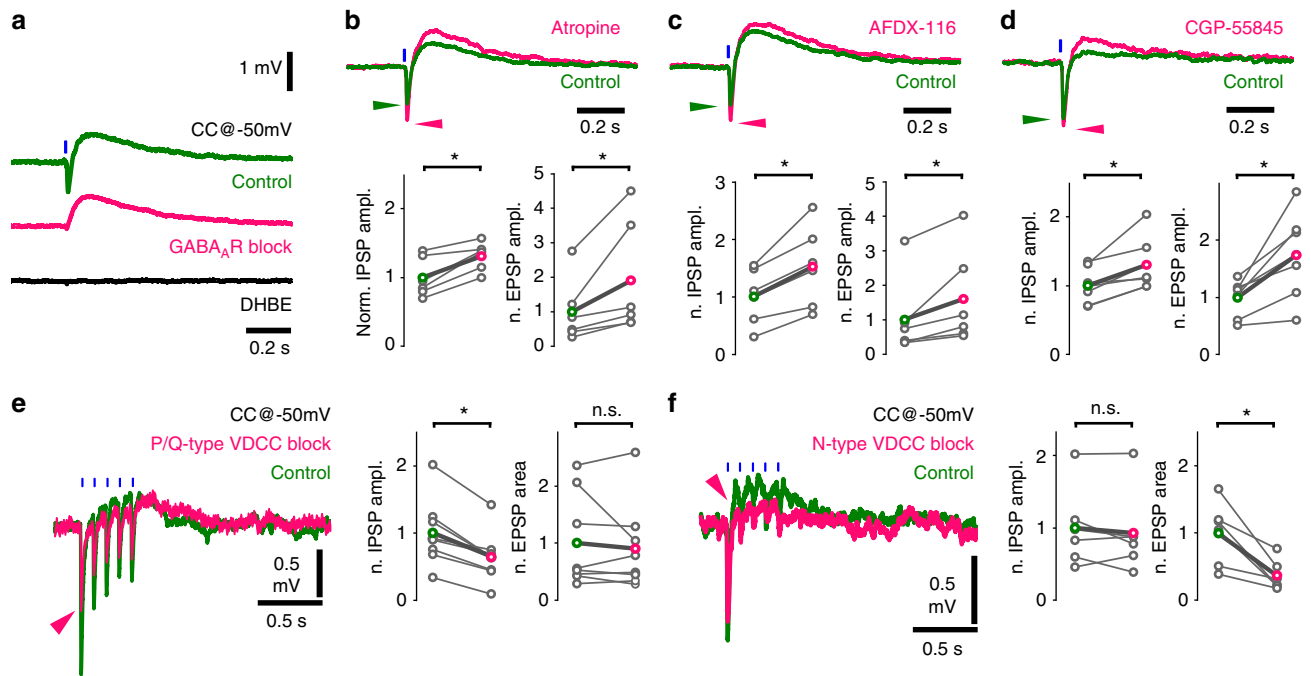 a
1 mV
CC@-50mV
Control
GABAAR block
DHBE
0.2 s
b
Atropine
Control
0.2 s
*
Norm. IPSP ampl.
2
1
0
*
n. EPSP ampl.
5
4
3
2
1
0
c
AFDX-116
Control
0.2 s
*
n. IPSP ampl.
3
2
1
0
*
n. EPSP ampl.
5
4
3
2
1
0
d
CGP-55845
Control
0.2 s
*
n. IPSP ampl.
2
1
0
*
n. EPSP ampl.
3
2
1
0
e
CC@-50mV
P/Q-type VDCC block
Control
0.5
mV
0.5 s
*
n. IPSP ampl.
2
1
0
n.s.
n. EPSP area
2
1
0
f
CC@-50mV
N-type VDCC block
Control
0.5
mV
0.5 s
n.s.
n. IPSP ampl.
2
1
0
*
n. EPSP area
2
1
0